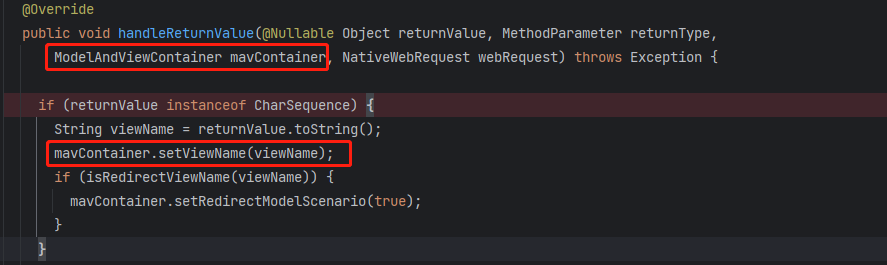 @Override
public void handleReturnValue(@Nullable Object returnValue, MethodParameter returnType,
ModelAndViewContainer mavContainer, NativeWebRequest webRequest) throws Exception {
if (returnValue instanceof CharSequence) {
String viewName = returnValue.toString();
mavContainer.setViewName(viewName);
if (isRedirectViewName(viewName)) {
mavContainer.setRedirectModelScenario(true);
}
}